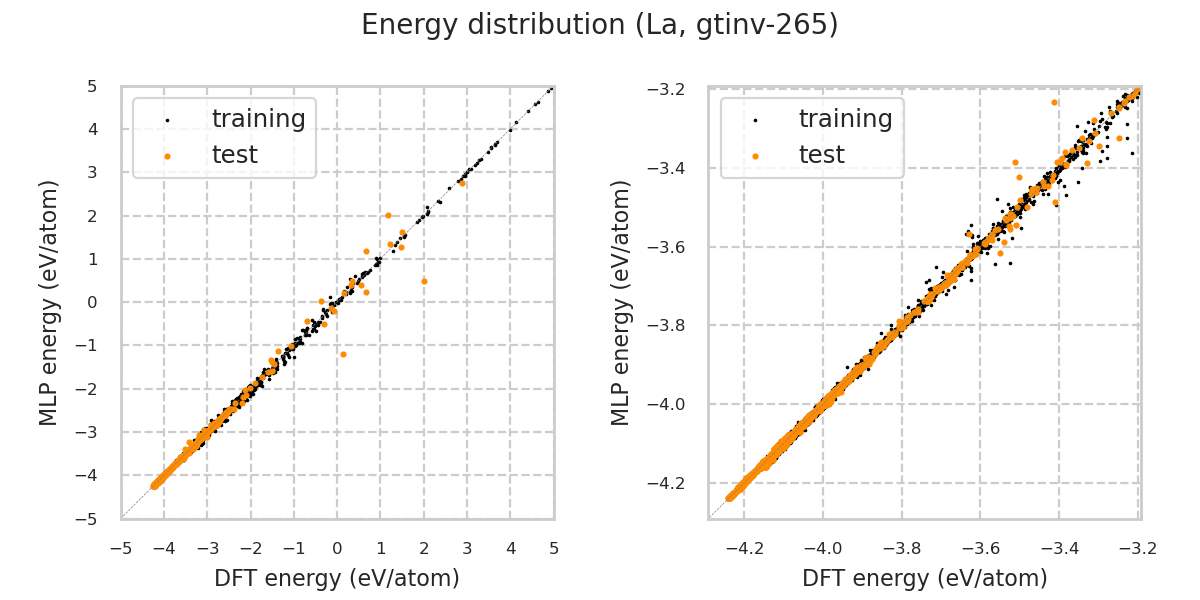 Energy distribution (La, gtinv-265)
training
test
MLP energy (eV/atom)
5
4
3
2
1
0
−1
−2
−3
−4
−5
−5 −4 −3 −2 −1 0 1 2 3 4 5
DFT energy (eV/atom)
training
test
MLP energy (eV/atom)
−3.2
−3.4
−3.6
−3.8
−4.0
−4.2
−4.2 −4.0 −3.8 −3.6 −3.4 −3.2
DFT energy (eV/atom)